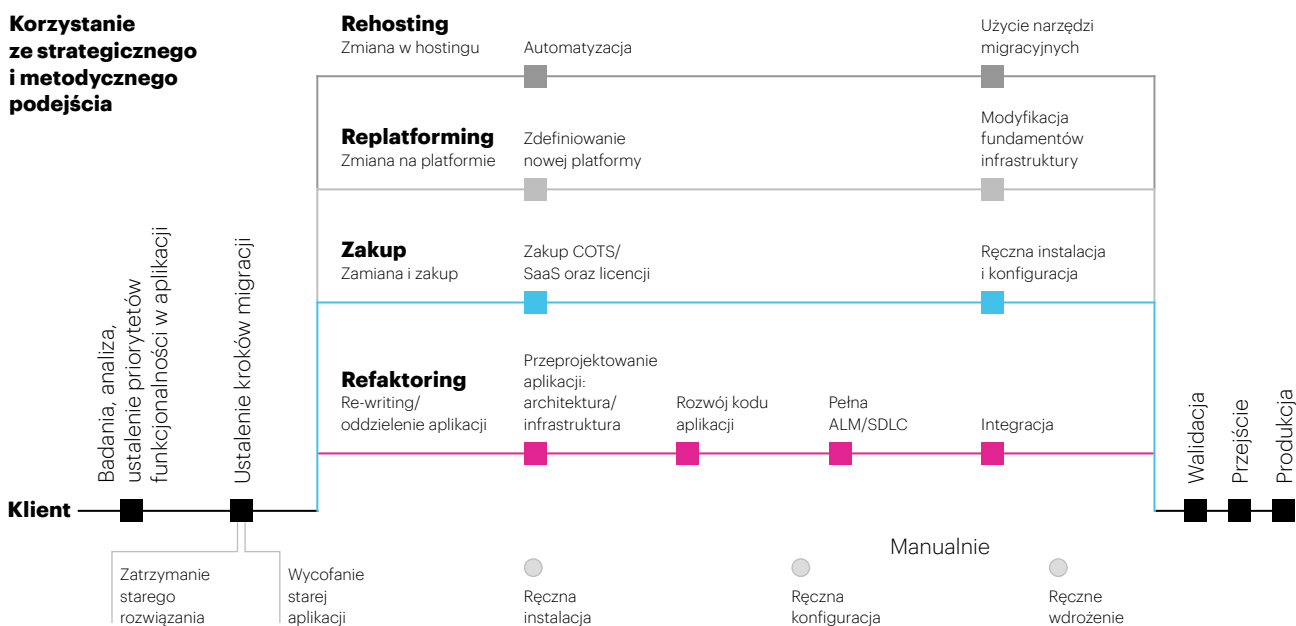 Korzystanie
ze strategicznego
i metodycznego
podejścia
Rehosting
Zmiana w hostingu
Automatyzacja
Użycie narzędzi
migracyjnych
Replatforming
Zmiana na platformie
Zdefiniowanie
nowej platformy
Modyfikacja
fundamentów
infrastruktury
Zakup
Zamiana i zakup
Zakup COTS/
SaaS oraz licencji
Ręczna instalacja
i konfiguracja
Refaktoring
Re-writing/
oddzielenie aplikacji
Przeprojektowanie
aplikacji:
architektura/
infrastruktura
Rozwój kodu
aplikacji
Pełna
ALM/SDLC
Integracja
Klient
Badania, analiza,
ustalenie priorytetów
funkcjonalności w aplikacji
Ustalenie kroków migracji
Walidacja
Przejście
Produkcja
Zatrzymanie
starego
rozwiązania
Wycofanie
starej
aplikacji
Manualnie
Ręczna
instalacja
Ręczna
konfiguracja
Ręczne
wdrożenie